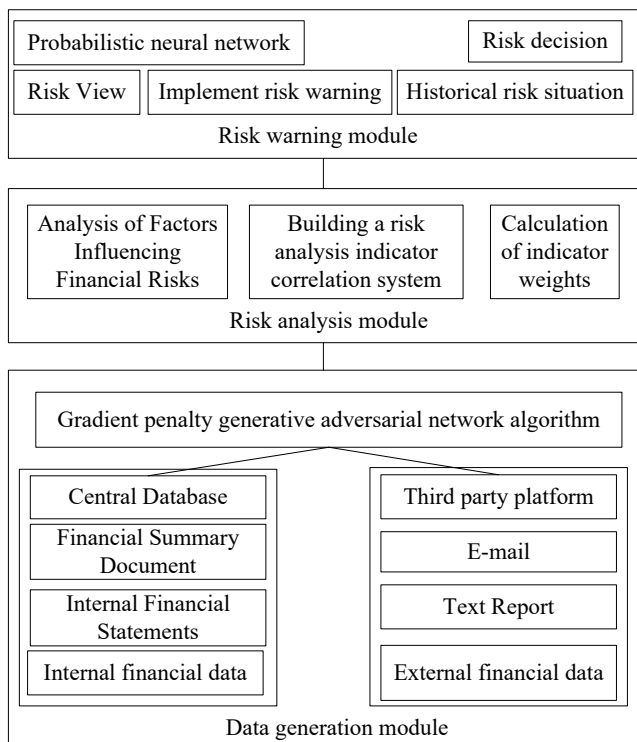 Probabilistic neural network
Risk decision
Risk View
Implement risk warning
Historical risk situation
Risk warning module
Analysis of Factors
Influencing
Financial Risks
Building a risk
analysis indicator
correlation system
Calculation
of indicator
weights
Risk analysis module
Gradient penalty generative adversarial network algorithm
Central Database
Financial Summary
Document
Internal Financial
Statements
Internal financial data
Third party platform
E-mail
Text Report
External financial data
Data generation module